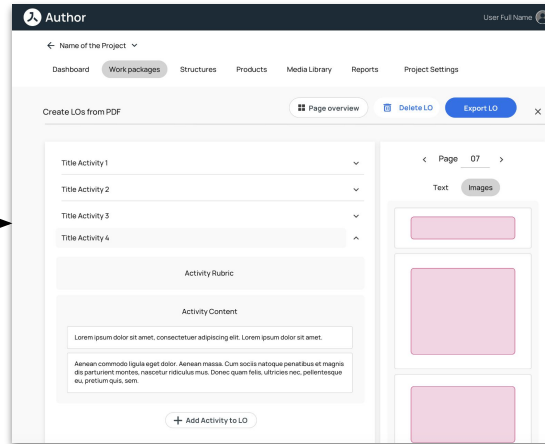 Author
User Full Name
Name of the Project
Dashboard Work packages Structures Products Media Library Reports Project Settings
Create LOs from PDF
Page overview
Delete LO
Export LO
Title Activity 1
Title Activity 2
Title Activity 3
Title Activity 4
Activity Rubric
Activity Content
Lorem ipsum dolor sit amet, consectetuer adipiscing elit. Lorem ipsum dolor sit amet.
Aenean commodo ligula eget dolor. Aenean massa. Cum sociis natoque penatibus et magnis
dis parturient montes, nascetur ridiculus mus. Donec quam felis, ultricies nec, pellentesque
eu, pretium quis, sem.
+ Add Activity to LO
Page 07
Text Images